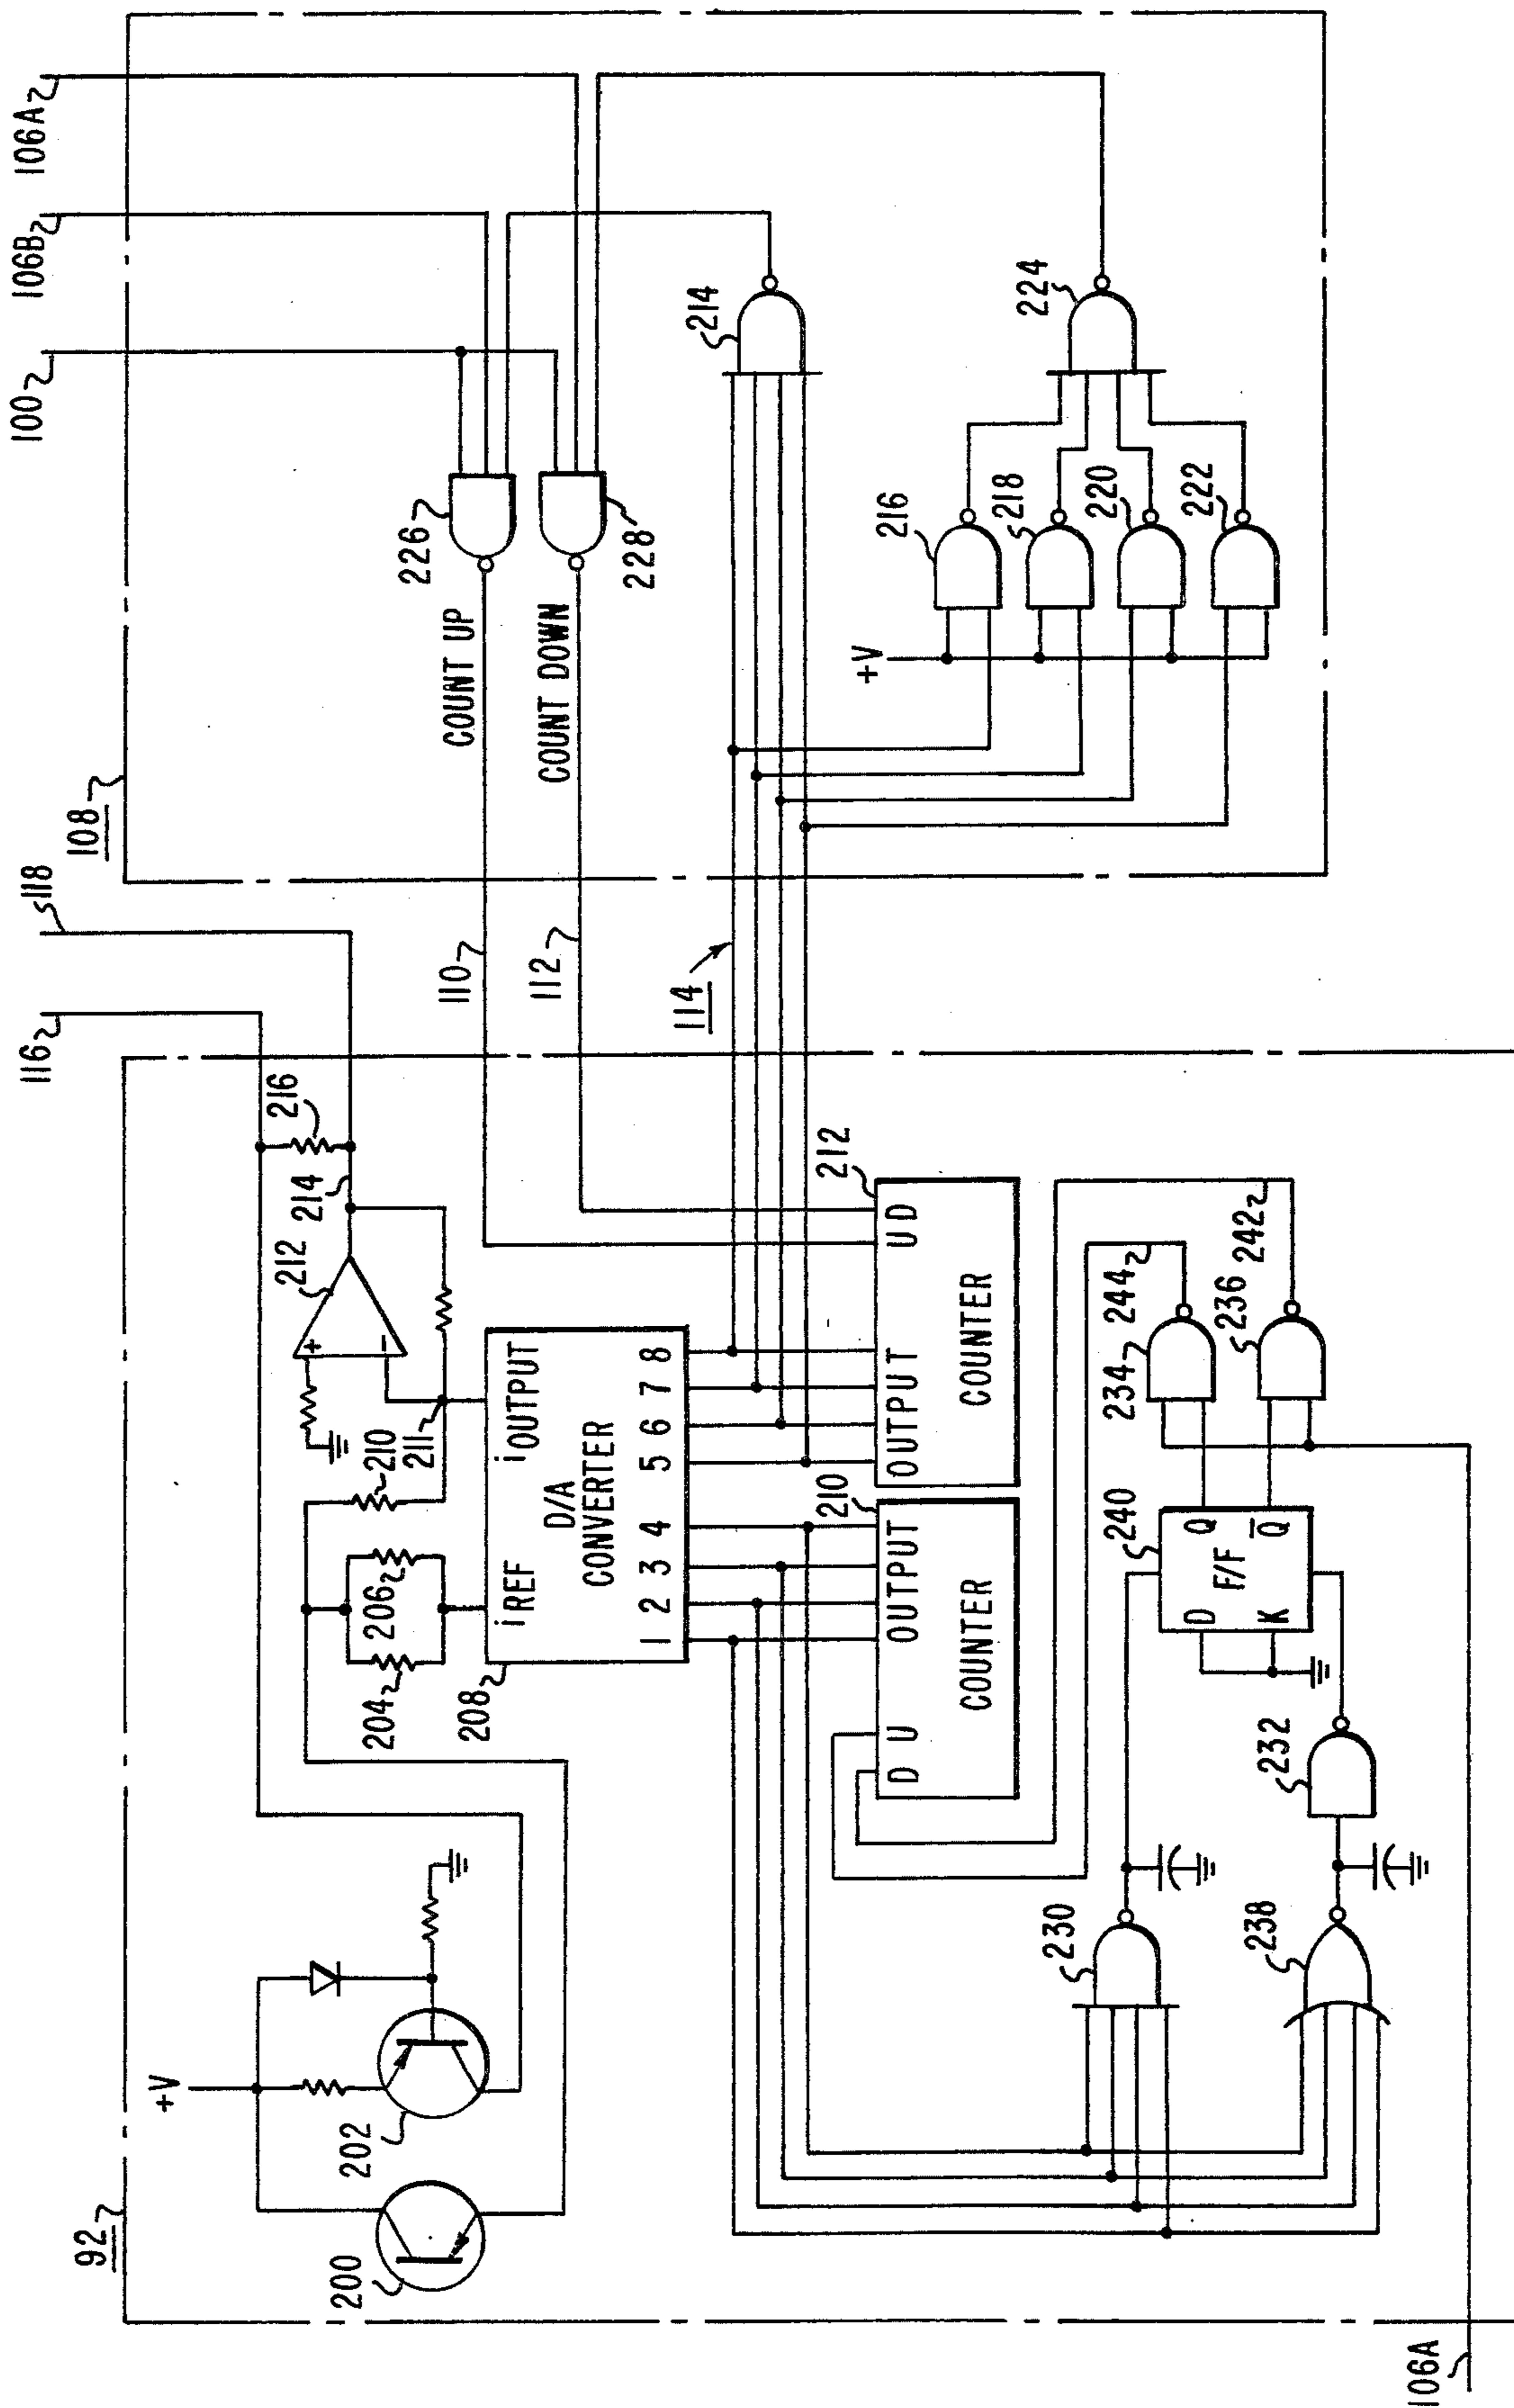 92
200
+V
202
116
118
204
206
210
211
212
214
216
208
iREF
iOUTPUT
D/A
CONVERTER
1 2 3 4 5 6 7 8
210
D U OUTPUT
COUNTER
212
OUTPUT U D
COUNTER
230
238
232
240
D Q
F/F
K Q̅
234
244
236
242
106A
108
100
106B
106A
110
COUNT UP
226
112
COUNT DOWN
228
114
214
+V
216
218
220
222
224